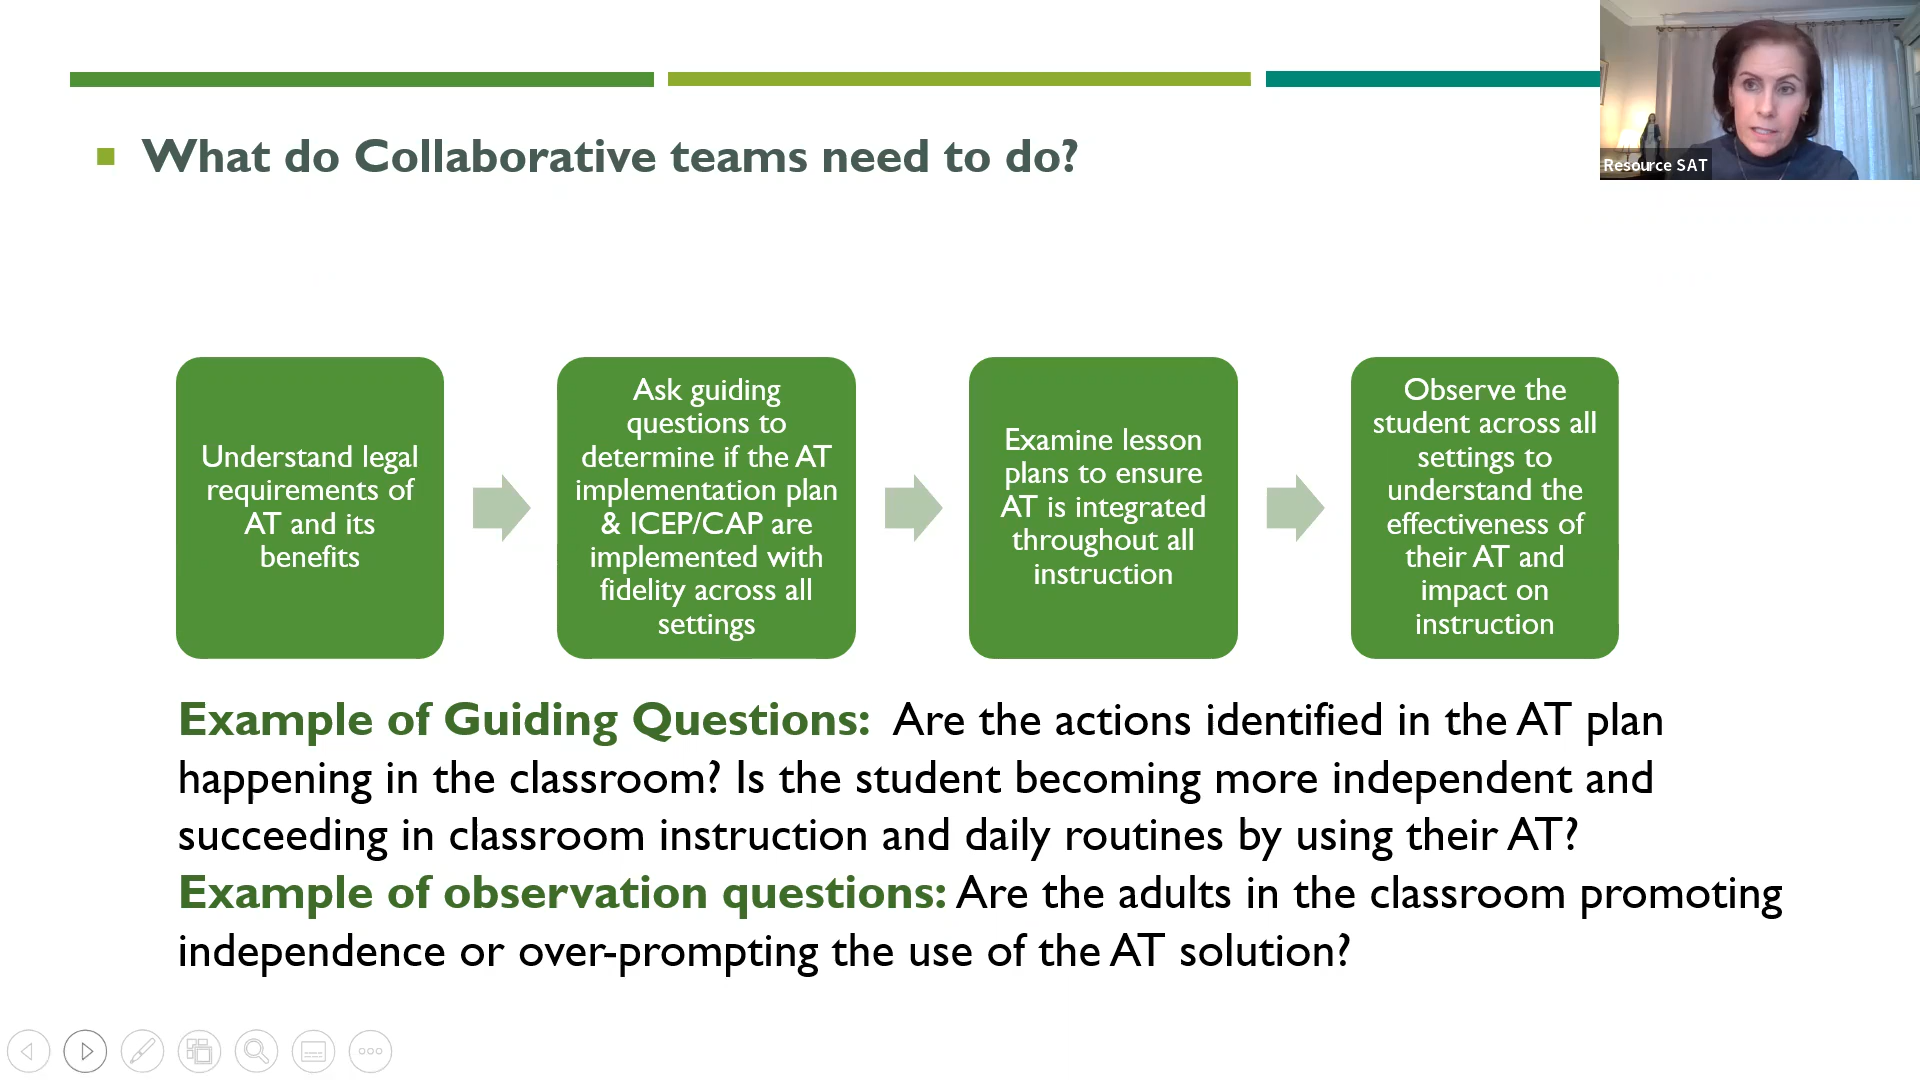 What do Collaborative teams need to do?
Resource SAT
Understand legal
requirements of
AT and its
benefits
Ask guiding
questions to
determine if the AT
implementation plan
& ICEP/CAP are
implemented with
fidelity across all
settings
Examine lesson
plans to ensure
AT is integrated
throughout all
instruction
Observe the
student across all
settings to
understand the
effectiveness of
their AT and
impact on
instruction
Example of Guiding Questions: Are the actions identified in the AT plan
happening in the classroom? Is the student becoming more independent and
succeeding in classroom instruction and daily routines by using their AT?
Example of observation questions: Are the adults in the classroom promoting
independence or over-prompting the use of the AT solution?